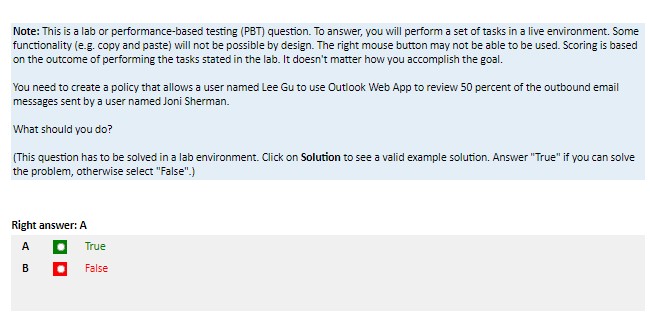 Note: This is a lab or performance-based testing (PBT) question. To answer, you will perform a set of tasks in a live environment. Some
functionality (e.g. copy and paste) will not be possible by design. The right mouse button may not be able to be used. Scoring is based
on the outcome of performing the tasks stated in the lab. It doesn't matter how you accomplish the goal.
You need to create a policy that allows a user named Lee Gu to use Outlook Web App to review 50 percent of the outbound email
messages sent by a user named Joni Sherman.
What should you do?
(This question has to be solved in a lab environment. Click on Solution to see a valid example solution. Answer "True" if you can solve
the problem, otherwise select "False".)
Right answer: A
A True
B False